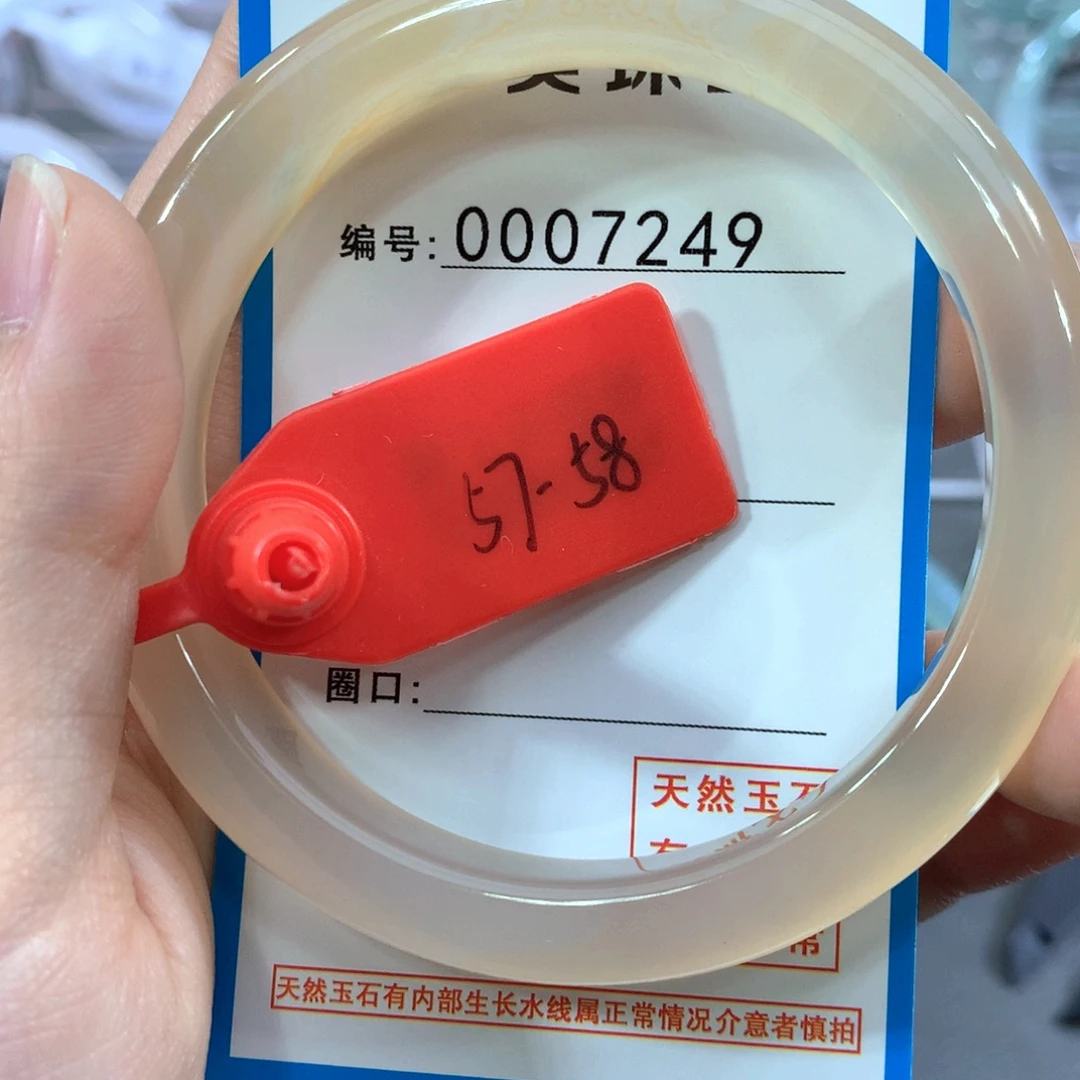 编号: 0007249
57-58
圈口:
天然玉石
天然玉石有内部生长水线属正常情况介意者慎拍